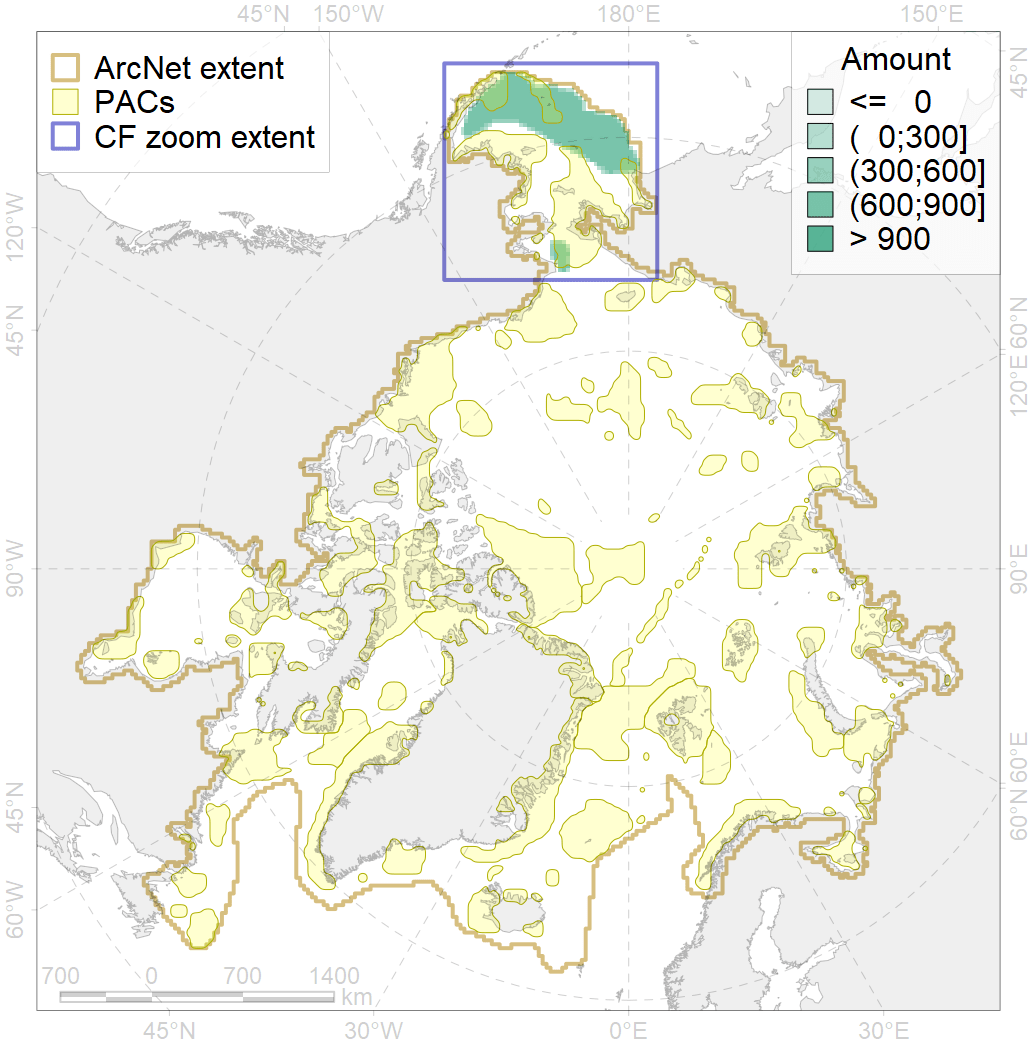 45°N 150°W 180°E 150°E
ArcNet extent
PACs
CF zoom extent
Amount
<= 0
( 0;300]
(300;600]
(600;900]
> 900
45°N
120°W
45°N
60°N
120°E
90°W
90°E
45°N
60°E
60°N
60°W
700 0 700 1400
km
45°N 30°W 0°E 30°E